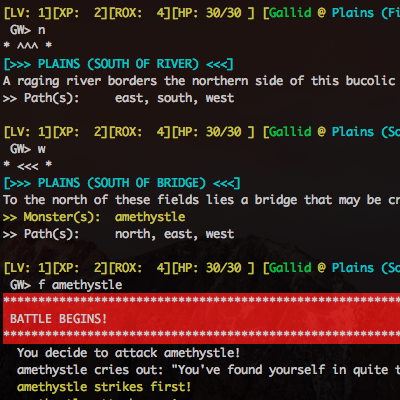 [LV: 1][XP:  2][ROX:  4][HP: 30/30 ] [Gallid @ Plains (Fi
GW> n
* ^^^ *
[>>> PLAINS (SOUTH OF RIVER) <<<]
A raging river borders the northern side of this bucolic
>> Path(s):    east, south, west
[LV: 1][XP:  2][ROX:  4][HP: 30/30 ] [Gallid @ Plains (So
GW> w
* <<< *
[>>> PLAINS (SOUTH OF BRIDGE) <<<]
To the north of these fields lies a bridge that may be cr
>> Monster(s):  amethystle
>> Path(s):    north, east, west
[LV: 1][XP:  2][ROX:  4][HP: 30/30 ] [Gallid @ Plains (So
GW> f amethystle
*********************************************************
BATTLE BEGINS!
*********************************************************
You decide to attack amethystle!
amethystle cries out: "You've found yourself in quite t
amethystle strikes first!